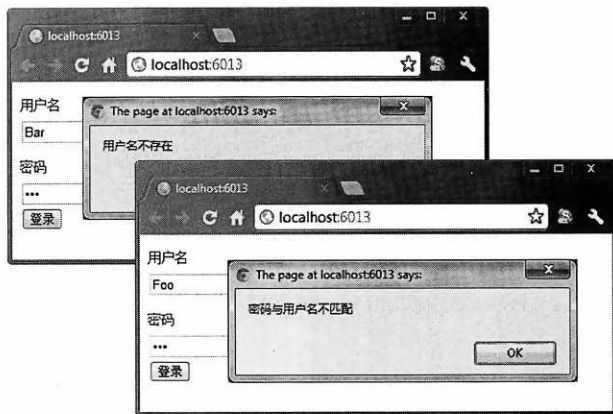 localhost:6013
localhost:6013
用户名
The page at localhost:6013 says:
Bar
用户名不存在
密码
•••
登录
localhost:6013
localhost:6013
用户名
The page at localhost:6013 says:
Foo
密码与用户名不匹配
密码
•••
OK
登录